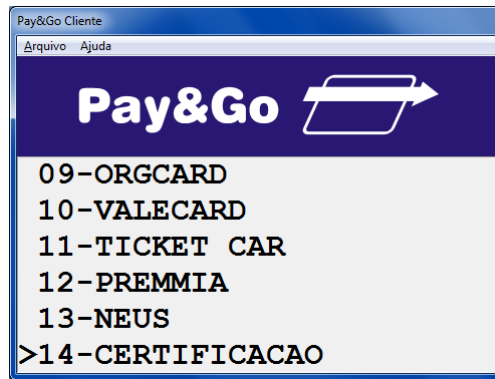 Pay&Go Cliente
Arquivo Ajuda
Pay&Go
09-ORGCARD
10-VALECARD
11-TICKET CAR
12-PREMMIA
13-NEUS
>14-CERTIFICACAO